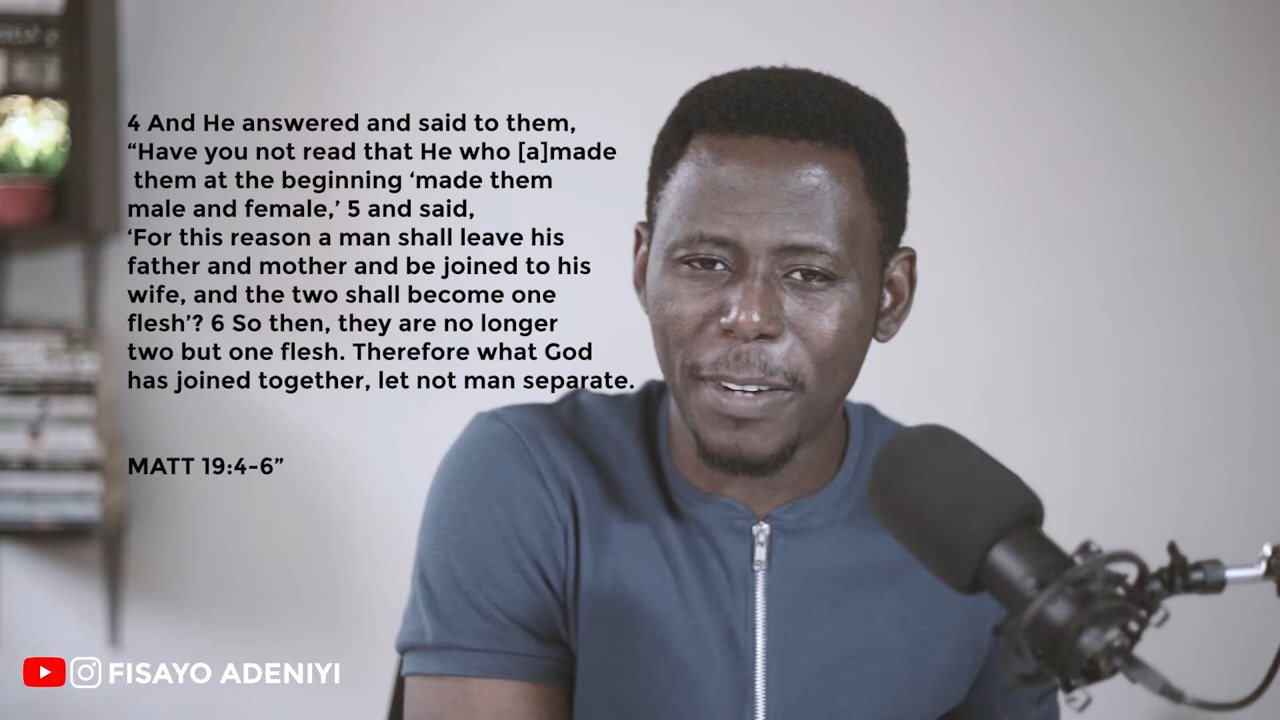 4 And He answered and said to them,
“Have you not read that He who [a]made
them at the beginning ‘made them
male and female,’ 5 and said,
‘For this reason a man shall leave his
father and mother and be joined to his
wife, and the two shall become one
flesh’? 6 So then, they are no longer
two but one flesh. Therefore what God
has joined together, let not man separate.
MATT 19:4-6”
FISAYO ADENIYI